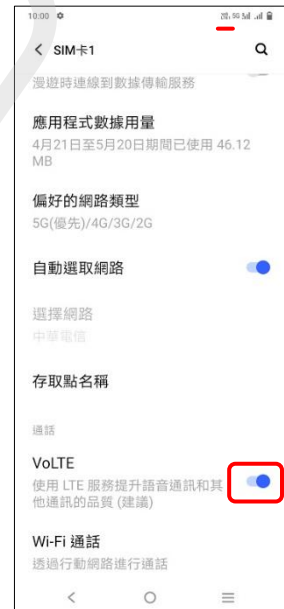 10:00
5G
SIM卡1
漫遊時連線到數據傳輸服務
應用程式數據用量
4月21日至5月20日期間已使用 46.12
MB
偏好的網路類型
5G(優先)/4G/3G/2G
自動選取網路
選擇網路
中華電信
存取點名稱
通話
VoLTE
使用 LTE 服務提升語音通訊和其
他通訊的品質 (建議)
Wi-Fi 通話
透過行動網路進行通話